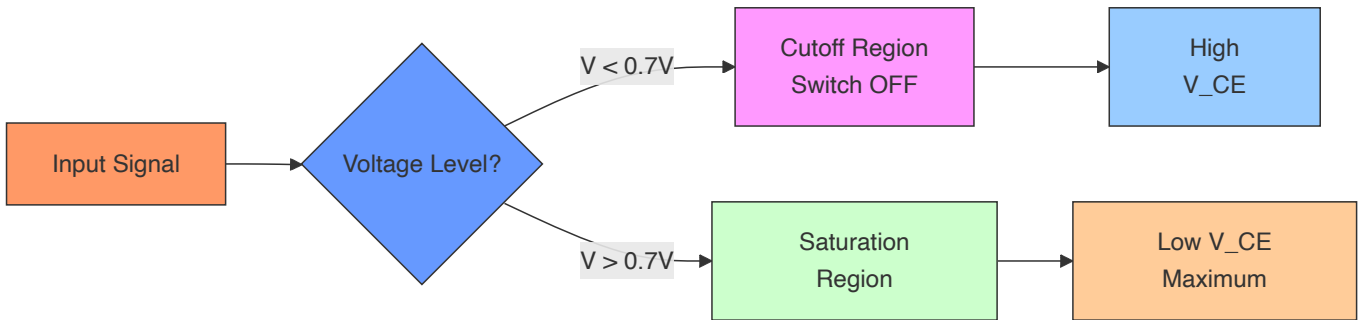 Input Signal
Voltage Level?
V < 0.7V
Cutoff Region
Switch OFF
High
V_CE
V > 0.7V
Saturation
Region
Low V_CE
Maximum